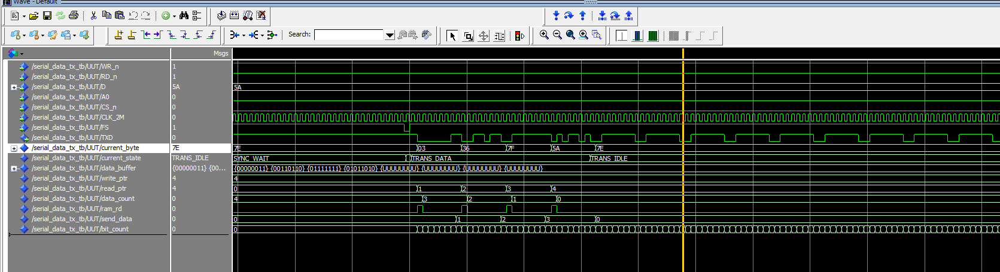 Wave - Default
Search:
Msgs
/serial_data_tx_tb/UUT/WR_n 1
/serial_data_tx_tb/UUT/RD_n 1
/serial_data_tx_tb/UUT/D 5A 5A
/serial_data_tx_tb/UUT/A0 0
/serial_data_tx_tb/UUT/CS_n 0
/serial_data_tx_tb/UUT/CLK_2M 0
/serial_data_tx_tb/UUT/FS 1
/serial_data_tx_tb/UUT/TXD 0
/serial_data_tx_tb/UUT/current_byte 7E 7E 03 36 7F 5A 7E
/serial_data_tx_tb/UUT/current_state TRANS_IDLE SYNC_WAIT TRANS_DATA TRANS_IDLE
/serial_data_tx_tb/UUT/data_buffer {00000011} {00... {00000011} {00110110} {01111111} {01011010} {UUUUUUUU} {UUUUUUUU} {UUUUUUUU} {UUUUUUUU}
/serial_data_tx_tb/UUT/write_ptr 4 4
/serial_data_tx_tb/UUT/read_ptr 4 0 1 2 3 4
/serial_data_tx_tb/UUT/data_count 0 4 3 2 1 0
/serial_data_tx_tb/UUT/ram_rd 0
/serial_data_tx_tb/UUT/send_data 0 0 1 2 3 0
/serial_data_tx_tb/UUT/bit_count 0 0